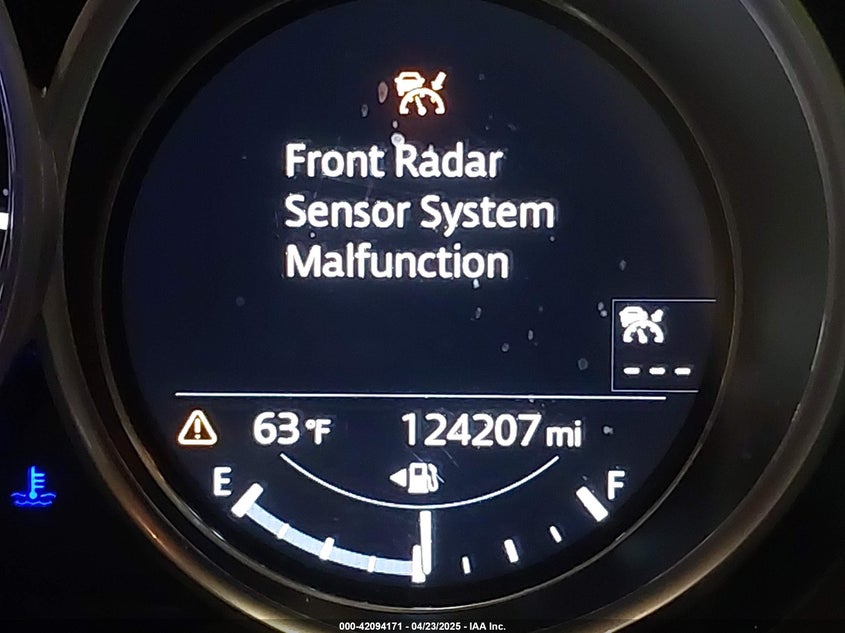 Front Radar
Sensor System
Malfunction
- - -
63 °F 124207 mi
E F
000-42094171 - 04/23/2025 - IAA Inc.